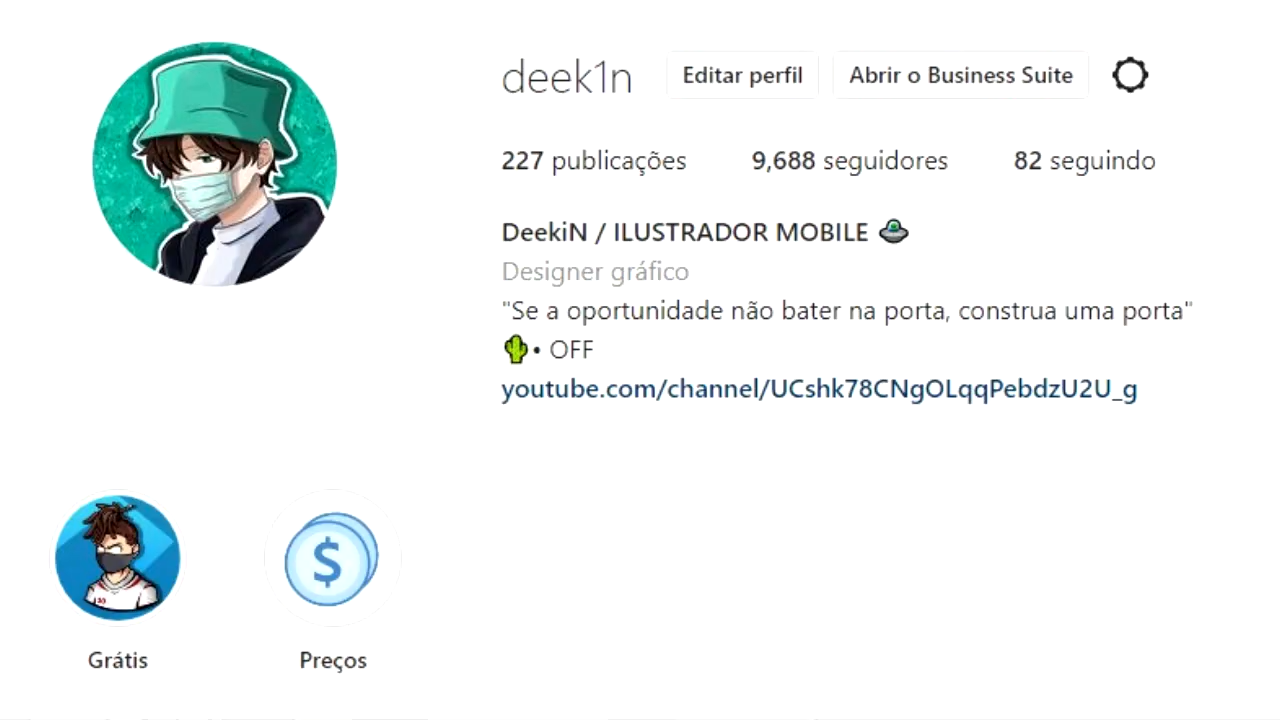 deek1n Editar perfil Abrir o Business Suite
227 publicações 9,688 seguidores 82 seguindo
DeekiN / ILUSTRADOR MOBILE 🛸
Designer gráfico
"Se a oportunidade não bater na porta, construa uma porta"
🌵• OFF
youtube.com/channel/UCshk78CNgOLqqPebdzU2U_g
$
Grátis Preços